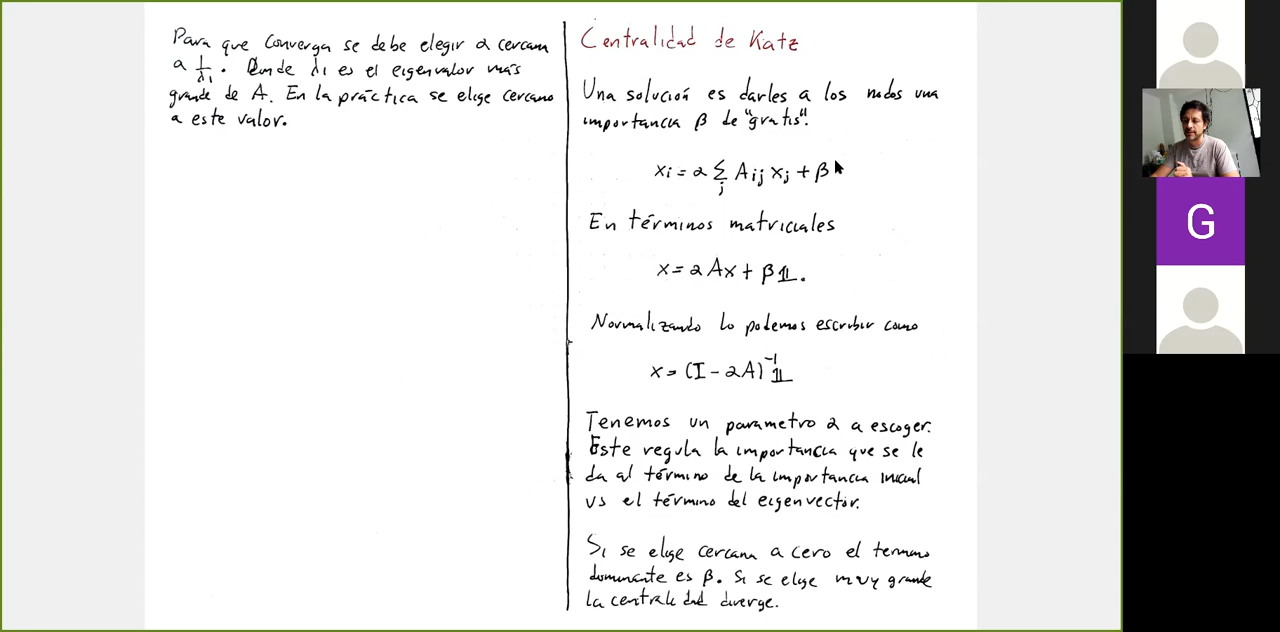 Para que converga se debe elegir α cercana
a 1/λ1. Donde λ1 es el eigenvalor más
grande de A. En la práctica se elige cercano
a este valor.
Centralidad de Katz
Una solución es darles a los nodos una
importancia β de "gratis".
xi = α Σj Aij xj + β
En términos matriciales
x = α Ax + β 𝟙.
Normalizando lo podemos escribir como
x = (I - αA)⁻¹ 𝟙
Tenemos un parametro α a escoger.
Este regula la importancia que se le
da al término de la importancia inicial
vs el término del eigenvector.
Si se elige cercana a cero el termino
dominante es β. Si se elige muy grande
la centralidad diverge.
G